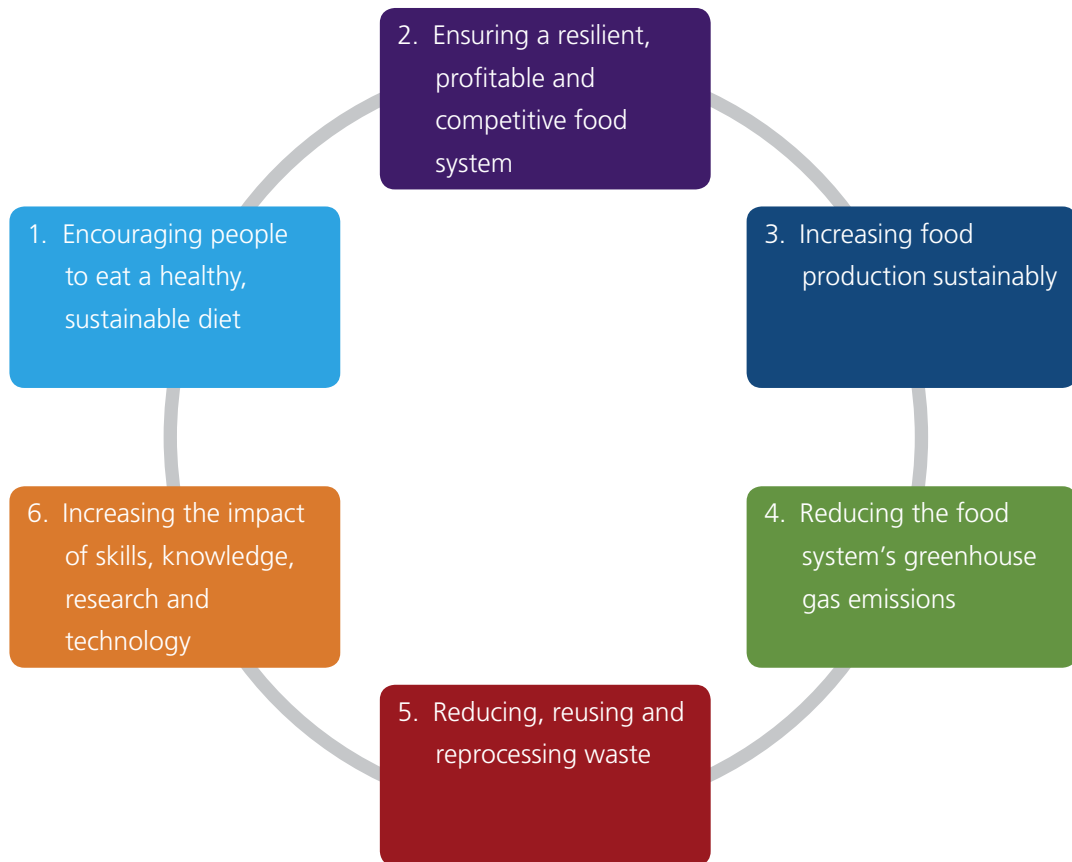 1. Encouraging people
to eat a healthy,
sustainable diet
2. Ensuring a resilient,
profitable and
competitive food
system
3. Increasing food
production sustainably
4. Reducing the food
system’s greenhouse
gas emissions
5. Reducing, reusing and
reprocessing waste
6. Increasing the impact
of skills, knowledge,
research and
technology